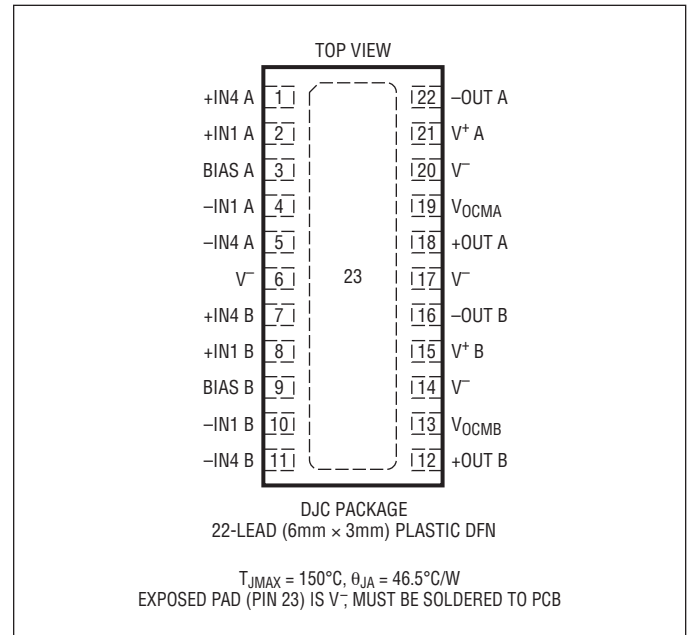 TOP VIEW
+IN4 A 1 22 –OUT A
+IN1 A 2 21 V+ A
BIAS A 3 20 V–
–IN1 A 4 19 VOCMA
–IN4 A 5 18 +OUT A
V– 6 23 17 V–
+IN4 B 7 16 –OUT B
+IN1 B 8 15 V+ B
BIAS B 9 14 V–
–IN1 B 10 13 VOCMB
–IN4 B 11 12 +OUT B
DJC PACKAGE
22-LEAD (6mm × 3mm) PLASTIC DFN
TJMAX = 150°C, θJA = 46.5°C/W
EXPOSED PAD (PIN 23) IS V–, MUST BE SOLDERED TO PCB